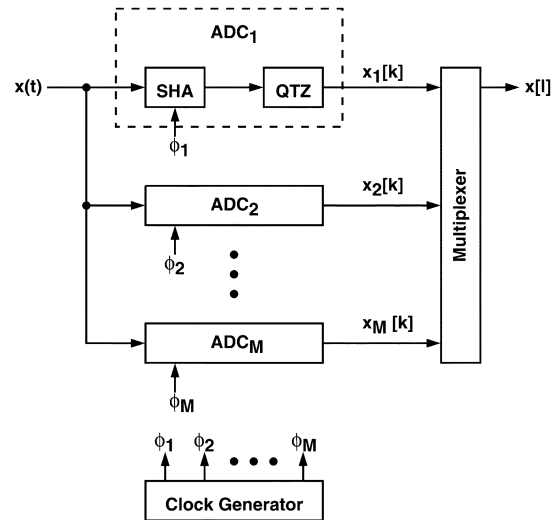 ADC1
x(t)
SHA
QTZ
x1[k]
x[l]
ϕ1
ADC2
x2[k]
ϕ2
Multiplexer
ADCM
xM [k]
ϕM
ϕ1 ϕ2 ϕM
Clock Generator